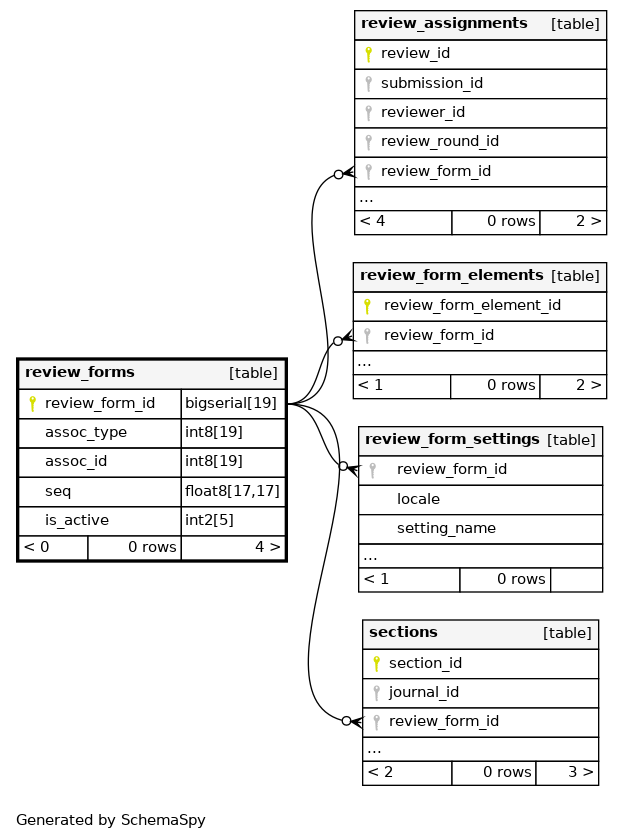 review_assignments [table]
review_id
submission_id
reviewer_id
review_round_id
review_form_id
...
< 4 0 rows 2 >
review_form_elements [table]
review_form_element_id
review_form_id
...
< 1 0 rows 2 >
review_forms [table]
review_form_id bigserial[19]
assoc_type int8[19]
assoc_id int8[19]
seq float8[17,17]
is_active int2[5]
< 0 0 rows 4 >
review_form_settings [table]
review_form_id
locale
setting_name
...
< 1 0 rows
sections [table]
section_id
journal_id
review_form_id
...
< 2 0 rows 3 >
Generated by SchemaSpy